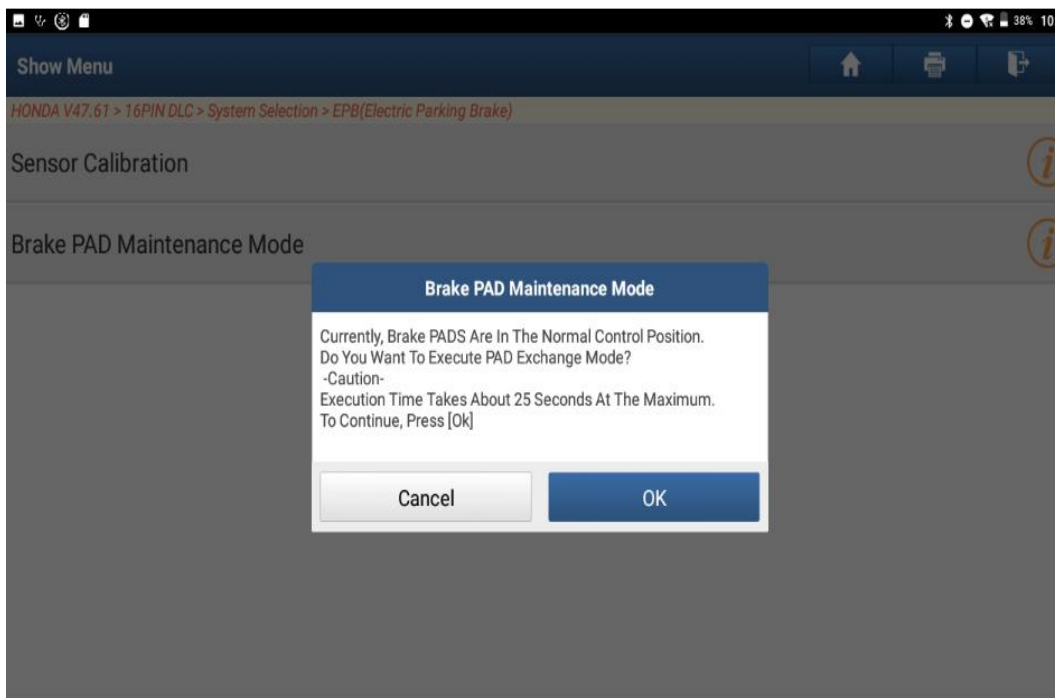 38% 10
Show Menu
HONDA V47.61 > 16PIN DLC > System Selection > EPB(Electric Parking Brake)
Sensor Calibration
Brake PAD Maintenance Mode
Brake PAD Maintenance Mode
Currently, Brake PADS Are In The Normal Control Position.
Do You Want To Execute PAD Exchange Mode?
-Caution-
Execution Time Takes About 25 Seconds At The Maximum.
To Continue, Press [Ok]
Cancel
OK